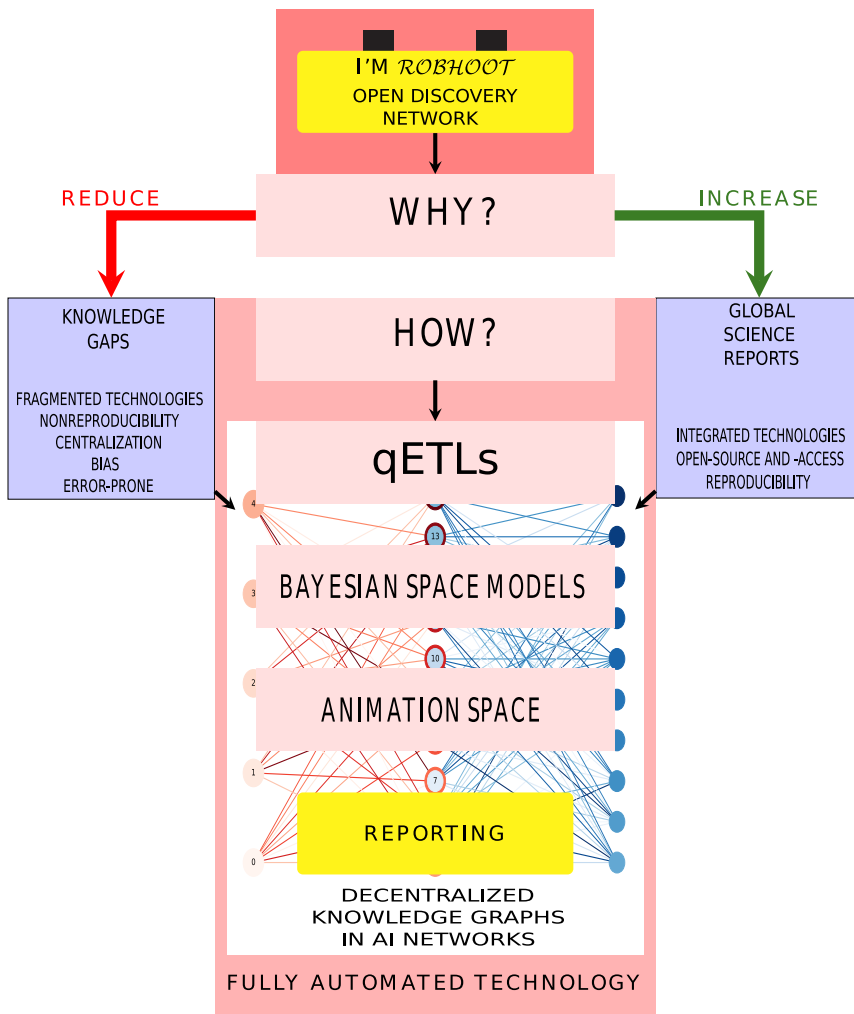 I'M ROBHOOT
OPEN DISCOVERY
NETWORK
REDUCE
INCREASE
WHY?
KNOWLEDGE
GAPS
FRAGMENTED TECHNOLOGIES
NONREPRODUCIBILITY
CENTRALIZATION
BIAS
ERROR-PRONE
HOW?
GLOBAL
SCIENCE
REPORTS
INTEGRATED TECHNOLOGIES
OPEN-SOURCE AND -ACCESS
REPRODUCIBILITY
qETLs
4
13
3
BAYESIAN SPACE MODELS
10
2
ANIMATION SPACE
1
7
REPORTING
0
DECENTRALIZED
KNOWLEDGE GRAPHS
IN AI NETWORKS
FULLY AUTOMATED TECHNOLOGY